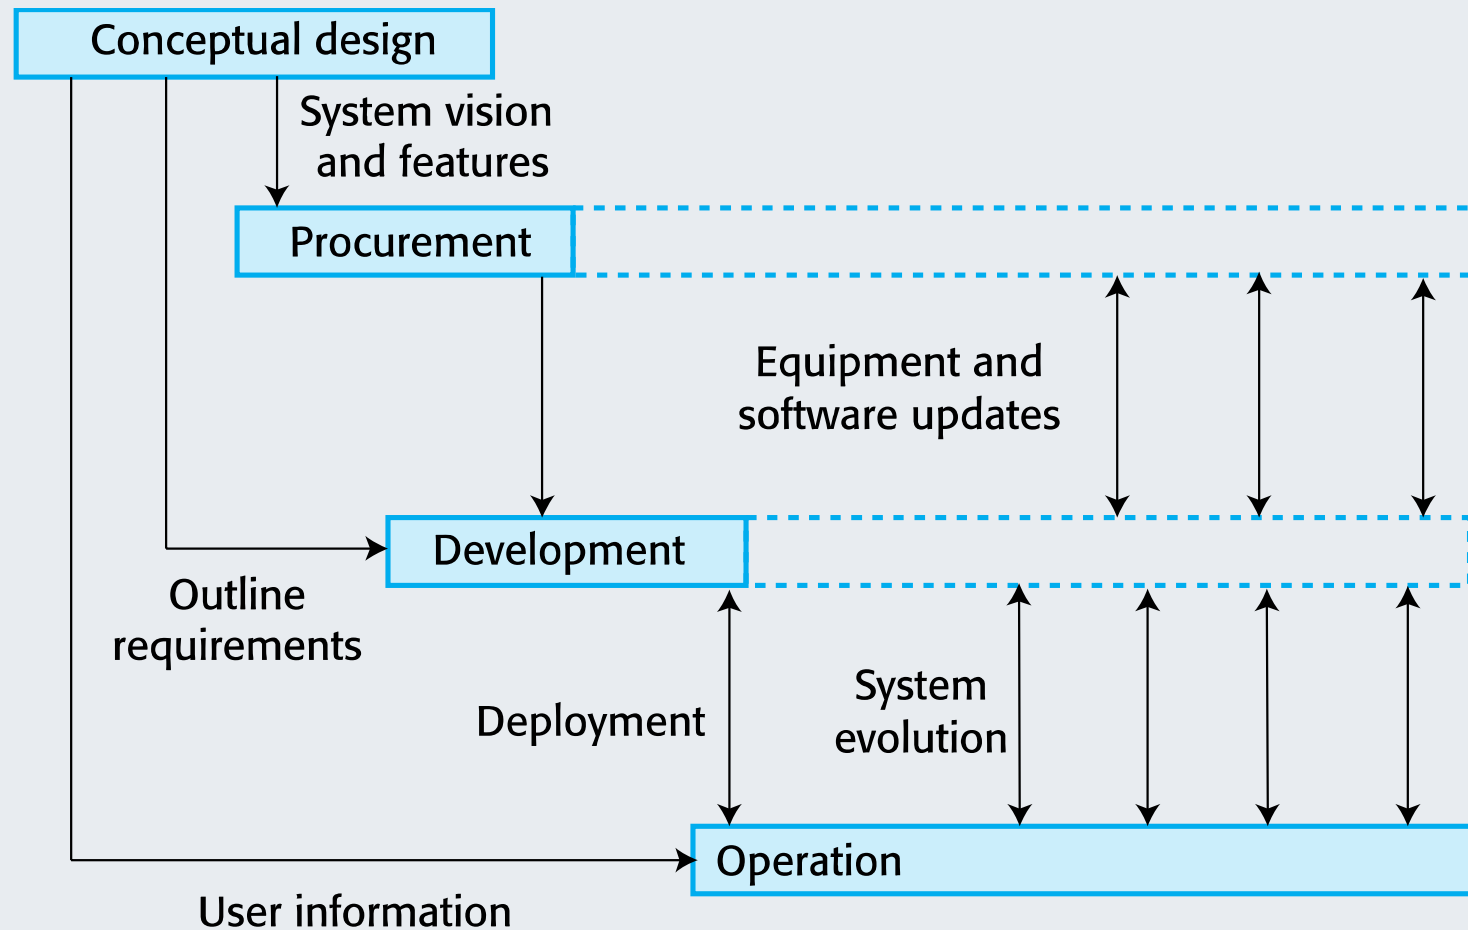 Conceptual design
System vision
and features
Procurement
Equipment and
software updates
Development
Outline
requirements
Deployment
System
evolution
Operation
User information